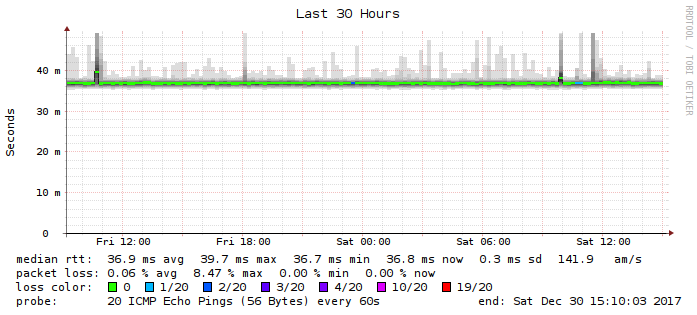 Last 30 Hours
RRDTOOL / TOBI OETIKER
Seconds
40 m
30 m
20 m
10 m
0
Fri 12:00 Fri 18:00 Sat 00:00 Sat 06:00 Sat 12:00
median rtt: 36.9 ms avg 39.7 ms max 36.7 ms min 36.8 ms now 0.3 ms sd 141.9 am/s
packet loss: 0.06 % avg 8.47 % max 0.00 % min 0.00 % now
loss color: 0 1/20 2/20 3/20 4/20 10/20 19/20
probe: 20 ICMP Echo Pings (56 Bytes) every 60s end: Sat Dec 30 15:10:03 2017